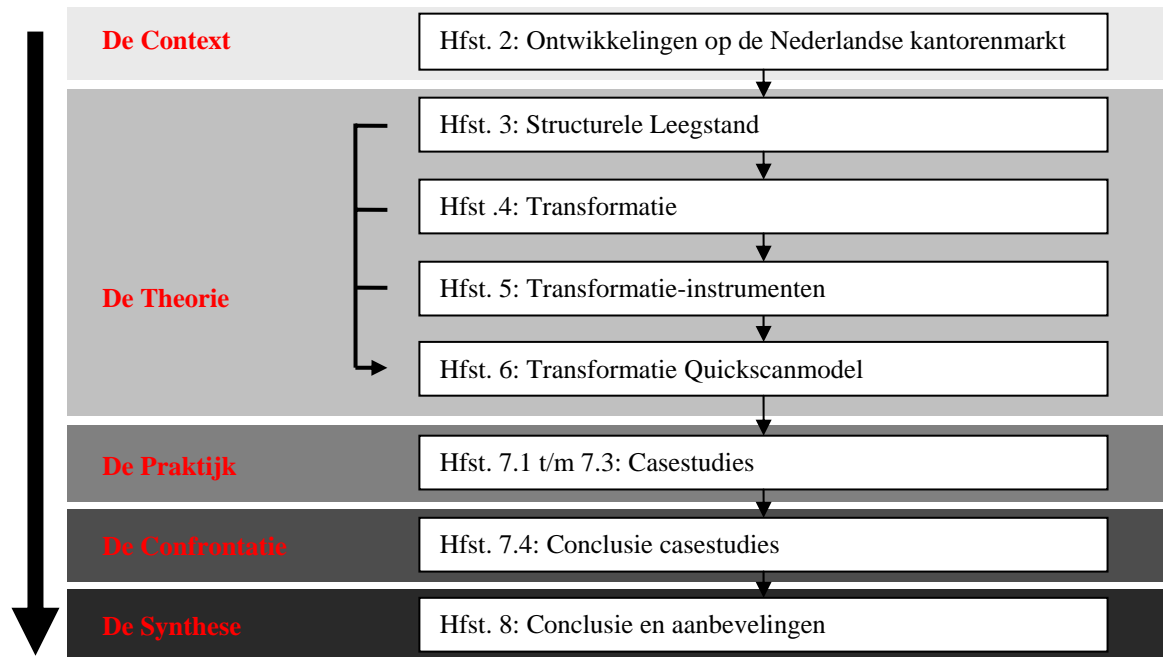 De Context
Hfst. 2: Ontwikkelingen op de Nederlandse kantorenmarkt
Hfst. 3: Structurele Leegstand
Hfst .4: Transformatie
De Theorie
Hfst. 5: Transformatie-instrumenten
Hfst. 6: Transformatie Quickscanmodel
De Praktijk
Hfst. 7.1 t/m 7.3: Casestudies
De Confrontatie
Hfst. 7.4: Conclusie casestudies
De Synthese
Hfst. 8: Conclusie en aanbevelingen